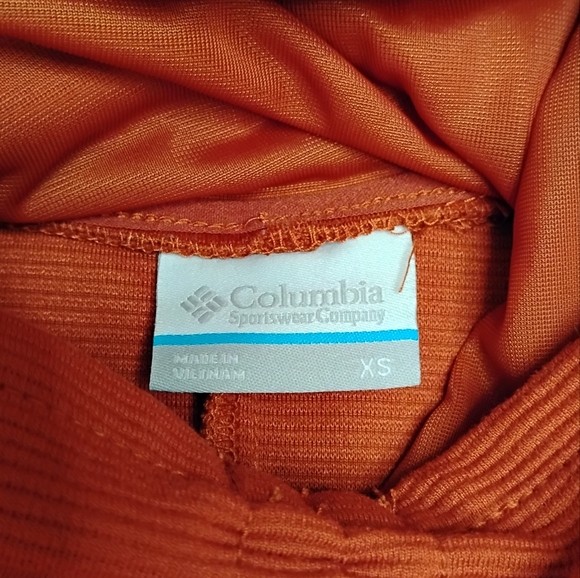 Columbia
Sportswear Company
MADE IN
VIETNAM
XS